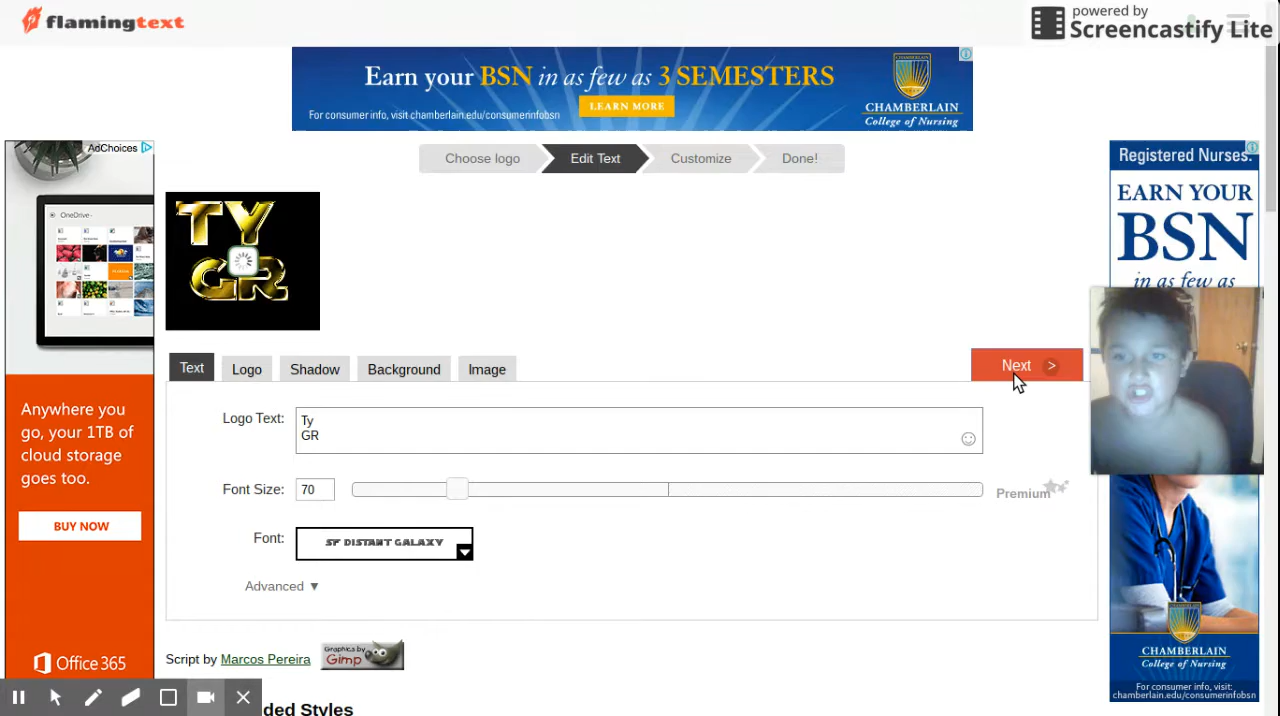 flamingtext
powered by
Screencastify Lite
Earn your BSN in as few as 3 SEMESTERS
LEARN MORE
For consumer info, visit chamberlain.edu/consumerinfobsn
CHAMBERLAIN
College of Nursing
AdChoices
Choose logo
Edit Text
Customize
Done!
Registered Nurses.
EARN YOUR
BSN
in as few as
OneDrive
TY
GR
Text
Logo
Shadow
Background
Image
Next >
Logo Text:
Ty
GR
Anywhere you
go, your 1TB of
cloud storage
goes too.
BUY NOW
Font Size:
70
Premium
Font:
SF DISTANT GALAXY
Advanced ▼
Script by Marcos Pereira
Graphics by
Gimp
Office 365
CHAMBERLAIN
College of Nursing
For consumer info, visit:
chamberlain.edu/consumerinfobsn
ded Styles